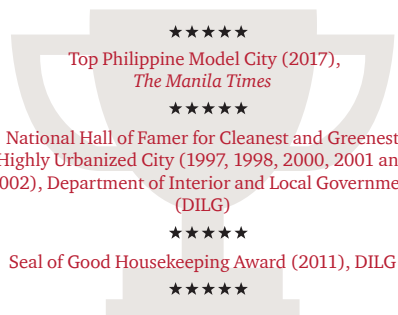 ★★★★★
Top Philippine Model City (2017),
The Manila Times
★★★★★
National Hall of Famer for Cleanest and Greenest
Highly Urbanized City (1997, 1998, 2000, 2001 an
002), Department of Interior and Local Governme
(DILG)
★★★★★
Seal of Good Housekeeping Award (2011), DILG
★★★★★